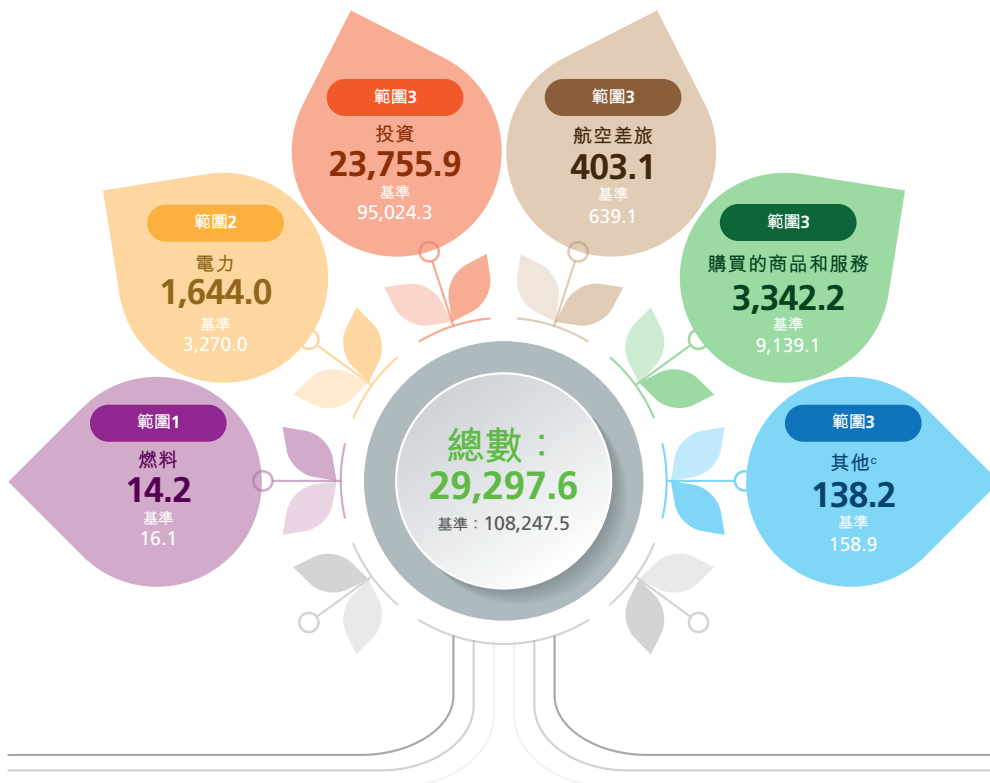 範圍3
投資
23,755.9
基準
95,024.3
範圍3
航空差旅
403.1
基準
639.1
範圍2
電力
1,644.0
基準
3,270.0
範圍3
購買的商品和服務
3,342.2
基準
9,139.1
範圍1
燃料
14.2
基準
16.1
總數：
29,297.6
基準：108,247.5
範圍3
其他c
138.2
基準
158.9